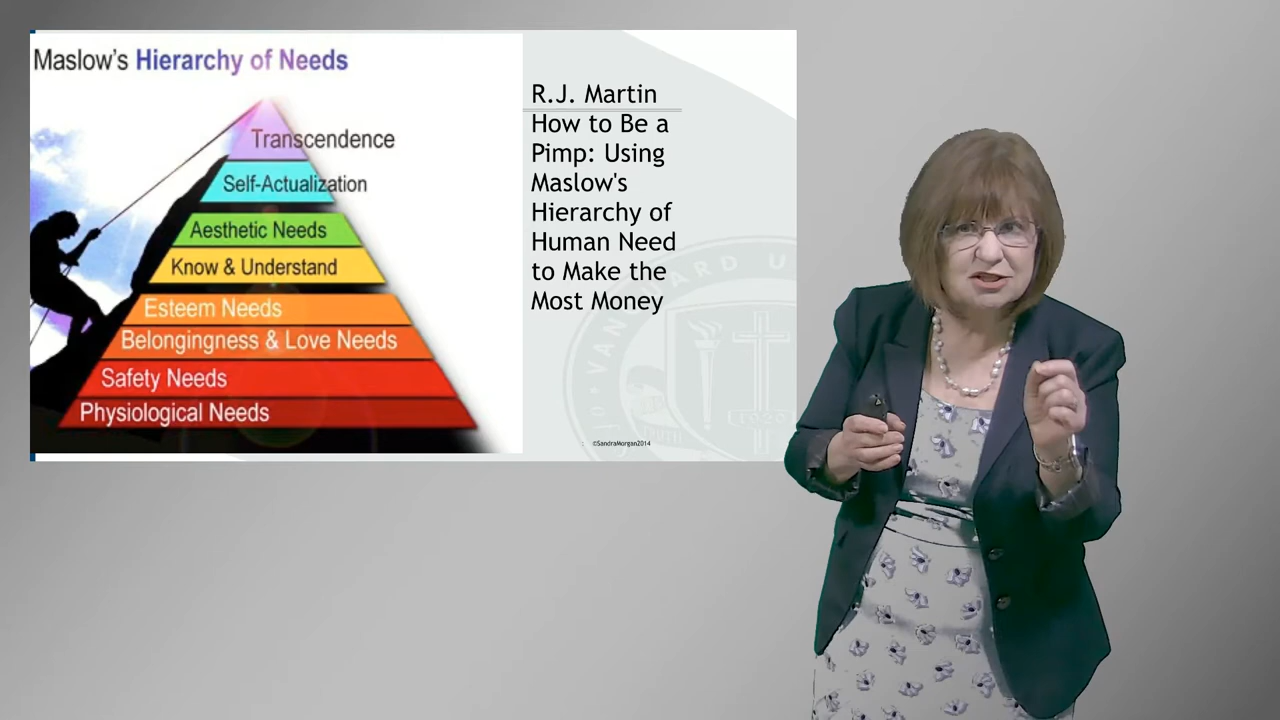 Maslow's Hierarchy of Needs
Transcendence
Self-Actualization
Aesthetic Needs
Know & Understand
Esteem Needs
Belongingness & Love Needs
Safety Needs
Physiological Needs
R.J. Martin
How to Be a
Pimp: Using
Maslow's
Hierarchy of
Human Need
to Make the
Most Money
©SandraMorgan2014